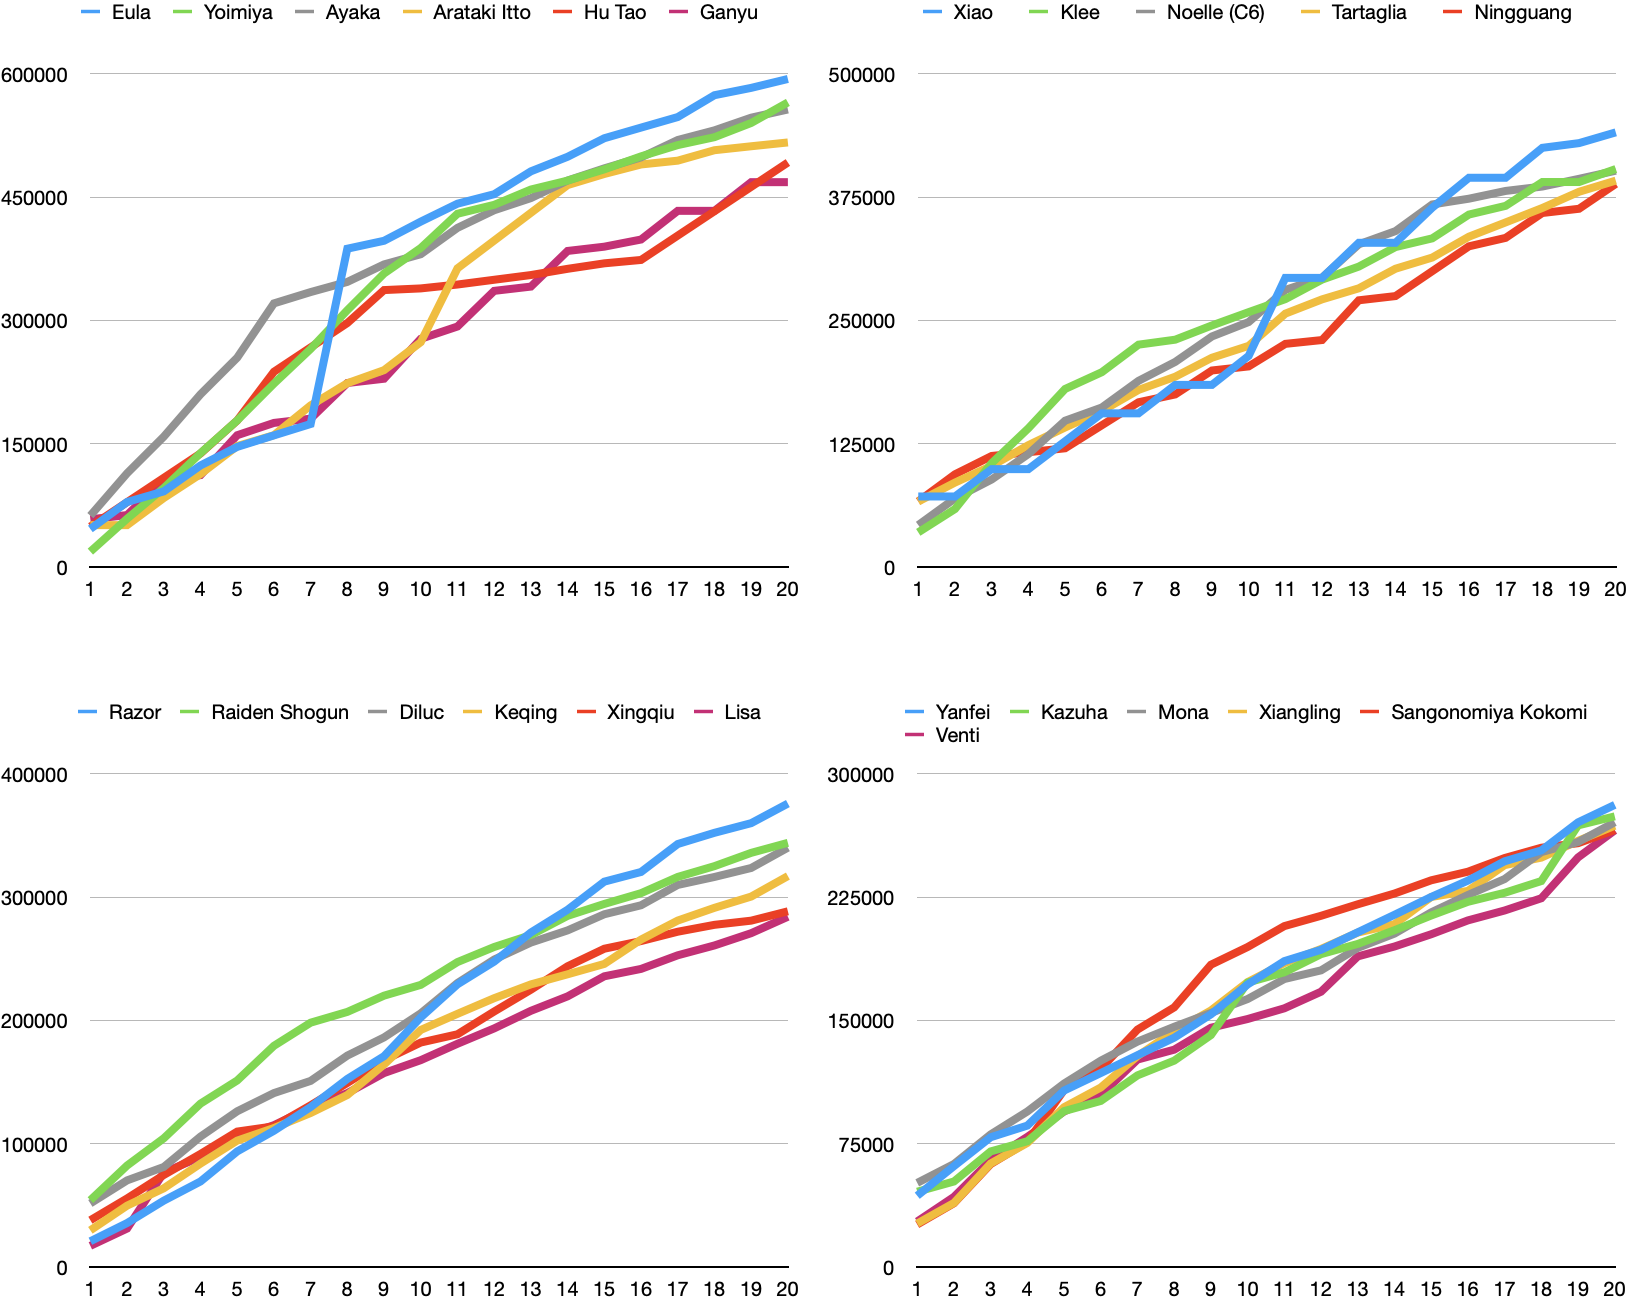 Eula Yoimiya Ayaka Arataki Itto Hu Tao Ganyu
600000
450000
300000
150000
0
1 2 3 4 5 6 7 8 9 10 11 12 13 14 15 16 17 18 19 20
Xiao Klee Noelle (C6) Tartaglia Ningguang
500000
375000
250000
125000
0
1 2 3 4 5 6 7 8 9 10 11 12 13 14 15 16 17 18 19 20
Razor Raiden Shogun Diluc Keqing Xingqiu Lisa
400000
300000
200000
100000
0
1 2 3 4 5 6 7 8 9 10 11 12 13 14 15 16 17 18 19 20
Yanfei Kazuha Mona Xiangling Sangonomiya Kokomi
Venti
300000
225000
150000
75000
0
1 2 3 4 5 6 7 8 9 10 11 12 13 14 15 16 17 18 19 20